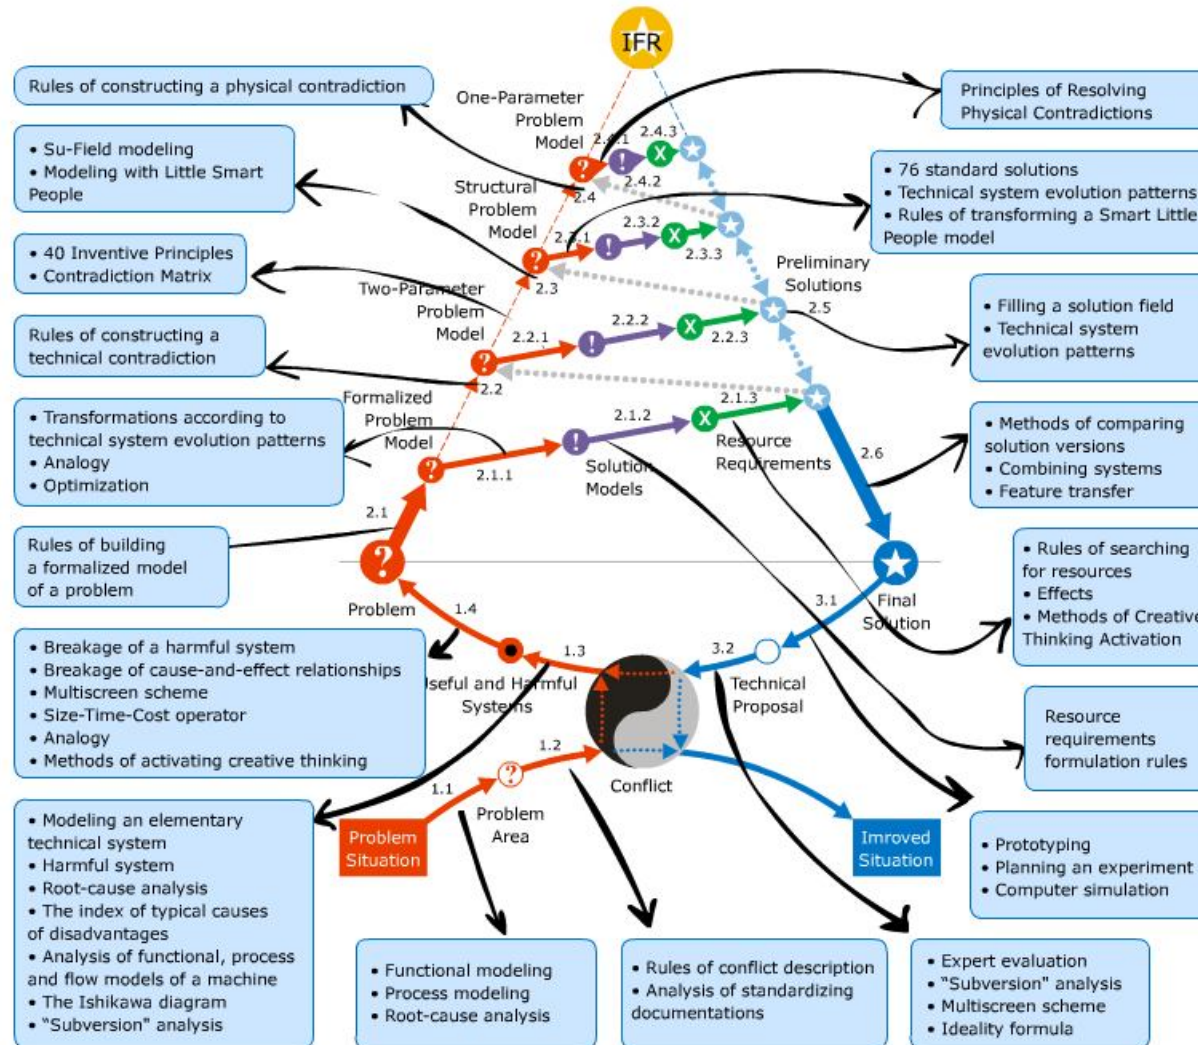 IFR
Rules of constructing a physical contradiction
One-Parameter
Problem
Model
2.4.1
2.4.3
2.4.2
2.4
Principles of Resolving
Physical Contradictions
• Su-Field modeling
• Modeling with Little Smart
People
Structural
Problem
Model
2.3.1
2.3.2
2.3.3
2.3
• 76 standard solutions
• Technical system evolution patterns
• Rules of transforming a Smart Little
People model
• 40 Inventive Principles
• Contradiction Matrix
Two-Parameter
Problem
Model
2.2.1
2.2.2
2.2.3
2.2
Preliminary
Solutions
2.5
• Filling a solution field
• Technical system
evolution patterns
Rules of constructing a
technical contradiction
Formalized
Problem
Model
2.1.1
2.1.2
2.1.3
Solution
Models
Resource
Requirements
2.6
• Transformations according to
technical system evolution patterns
• Analogy
• Optimization
• Methods of comparing
solution versions
• Combining systems
• Feature transfer
2.1
Rules of building
a formalized model
of a problem
• Rules of searching
for resources
• Effects
• Methods of Creative
Thinking Activation
Problem
1.4
1.3
Useful and Harmful
Systems
3.1
Final
Solution
3.2
Technical
Proposal
• Breakage of a harmful system
• Breakage of cause-and-effect relationships
• Multiscreen scheme
• Size-Time-Cost operator
• Analogy
• Methods of activating creative thinking
Resource
requirements
formulation rules
1.2
1.1
Problem
Area
Conflict
Problem
Situation
Imroved
Situation
• Modeling an elementary
technical system
• Harmful system
• Root-cause analysis
• The index of typical causes
of disadvantages
• Analysis of functional, process
and flow models of a machine
• The Ishikawa diagram
• “Subversion" analysis
• Prototyping
• Planning an experiment
• Computer simulation
• Functional modeling
• Process modeling
• Root-cause analysis
• Rules of conflict description
• Analysis of standardizing
documentations
• Expert evaluation
• “Subversion" analysis
• Multiscreen scheme
• Ideality formula